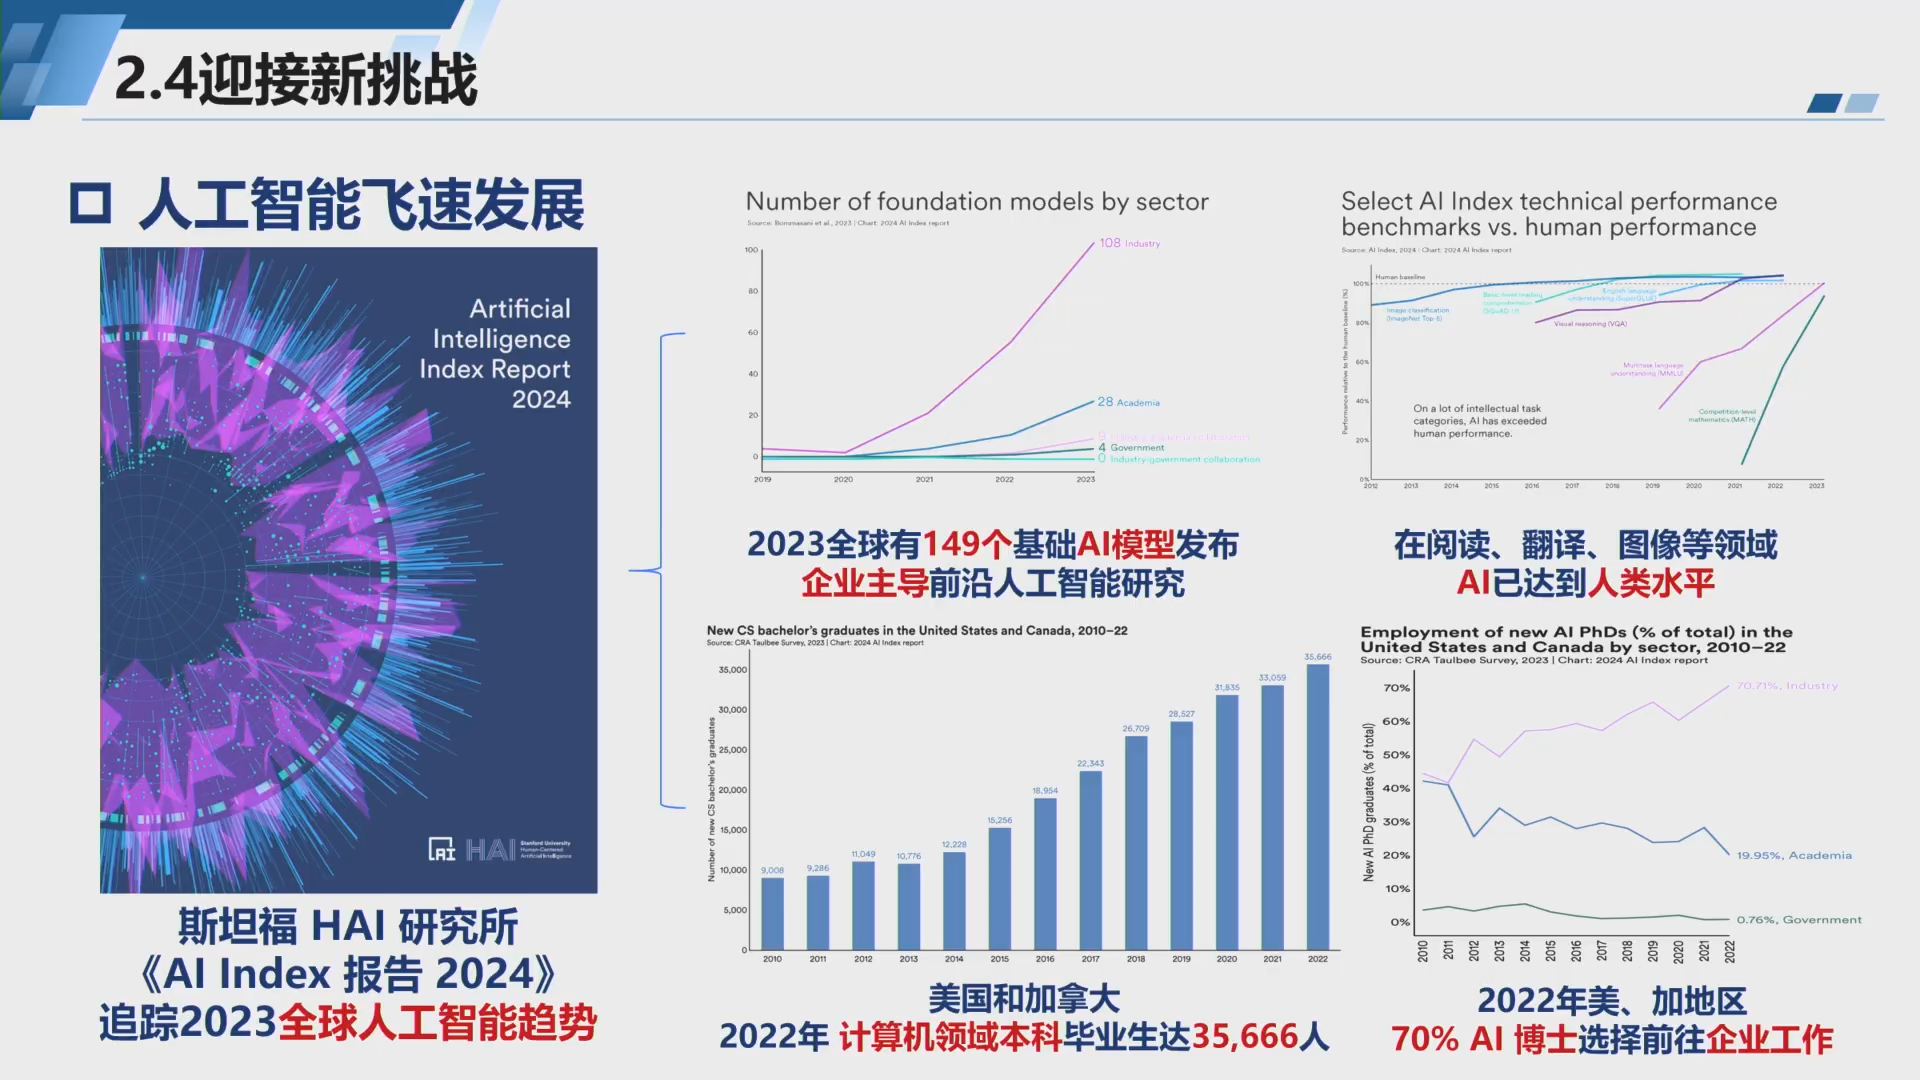 2.4迎接新挑战
人工智能飞速发展
Artificial
Intelligence
Index Report
2024
AI HAI
Stanford University
Human-Centered
Artificial Intelligence
斯坦福 HAI 研究所
《AI Index 报告 2024》
追踪2023全球人工智能趋势
Number of foundation models by sector
Source: Bommasani et al., 2023 | Chart: 2024 AI Index report
100
80
60
40
20
0
2019 2020 2021 2022 2023
108 Industry
28 Academia
4 Government
0 Industry-government collaboration
2023全球有149个基础AI模型发布
企业主导前沿人工智能研究
Select AI Index technical performance
benchmarks vs. human performance
Source: AI Index, 2024 | Chart: 2024 AI Index report
Performance relative to the human baseline (%)
Human baseline
100%
80%
60%
40%
20%
0%
Image classification
(ImageNet Top-5)
Basic-level reading
comprehension
English language
understanding (SuperGLUE)
Visual reasoning (VQA)
Multitask language
understanding (MMLU)
Competition-level
mathematics (MATH)
On a lot of intellectual task
categories, AI has exceeded
human performance.
2012 2013 2014 2015 2016 2017 2018 2019 2020 2021 2022 2023
在阅读、翻译、图像等领域
AI已达到人类水平
New CS bachelor’s graduates in the United States and Canada, 2010–22
Source: CRA Taulbee Survey, 2023 | Chart: 2024 AI Index report
Number of new CS bachelor’s graduates
35,000
30,000
25,000
20,000
15,000
10,000
5,000
0
9,008 9,286 11,049 10,776 12,228 15,256 18,954 22,343 26,709 28,527 31,835 33,059 35,666
2010 2011 2012 2013 2014 2015 2016 2017 2018 2019 2020 2021 2022
美国和加拿大
2022年 计算机领域本科毕业生达35,666人
Employment of new AI PhDs (% of total) in the
United States and Canada by sector, 2010–22
Source: CRA Taulbee Survey, 2023 | Chart: 2024 AI Index report
New AI PhD graduates (% of total)
70%
60%
50%
40%
30%
20%
10%
0%
70.71%, Industry
19.95%, Academia
0.76%, Government
2010 2011 2012 2013 2014 2015 2016 2017 2018 2019 2020 2021 2022
2022年美、加地区
70% AI 博士选择前往企业工作